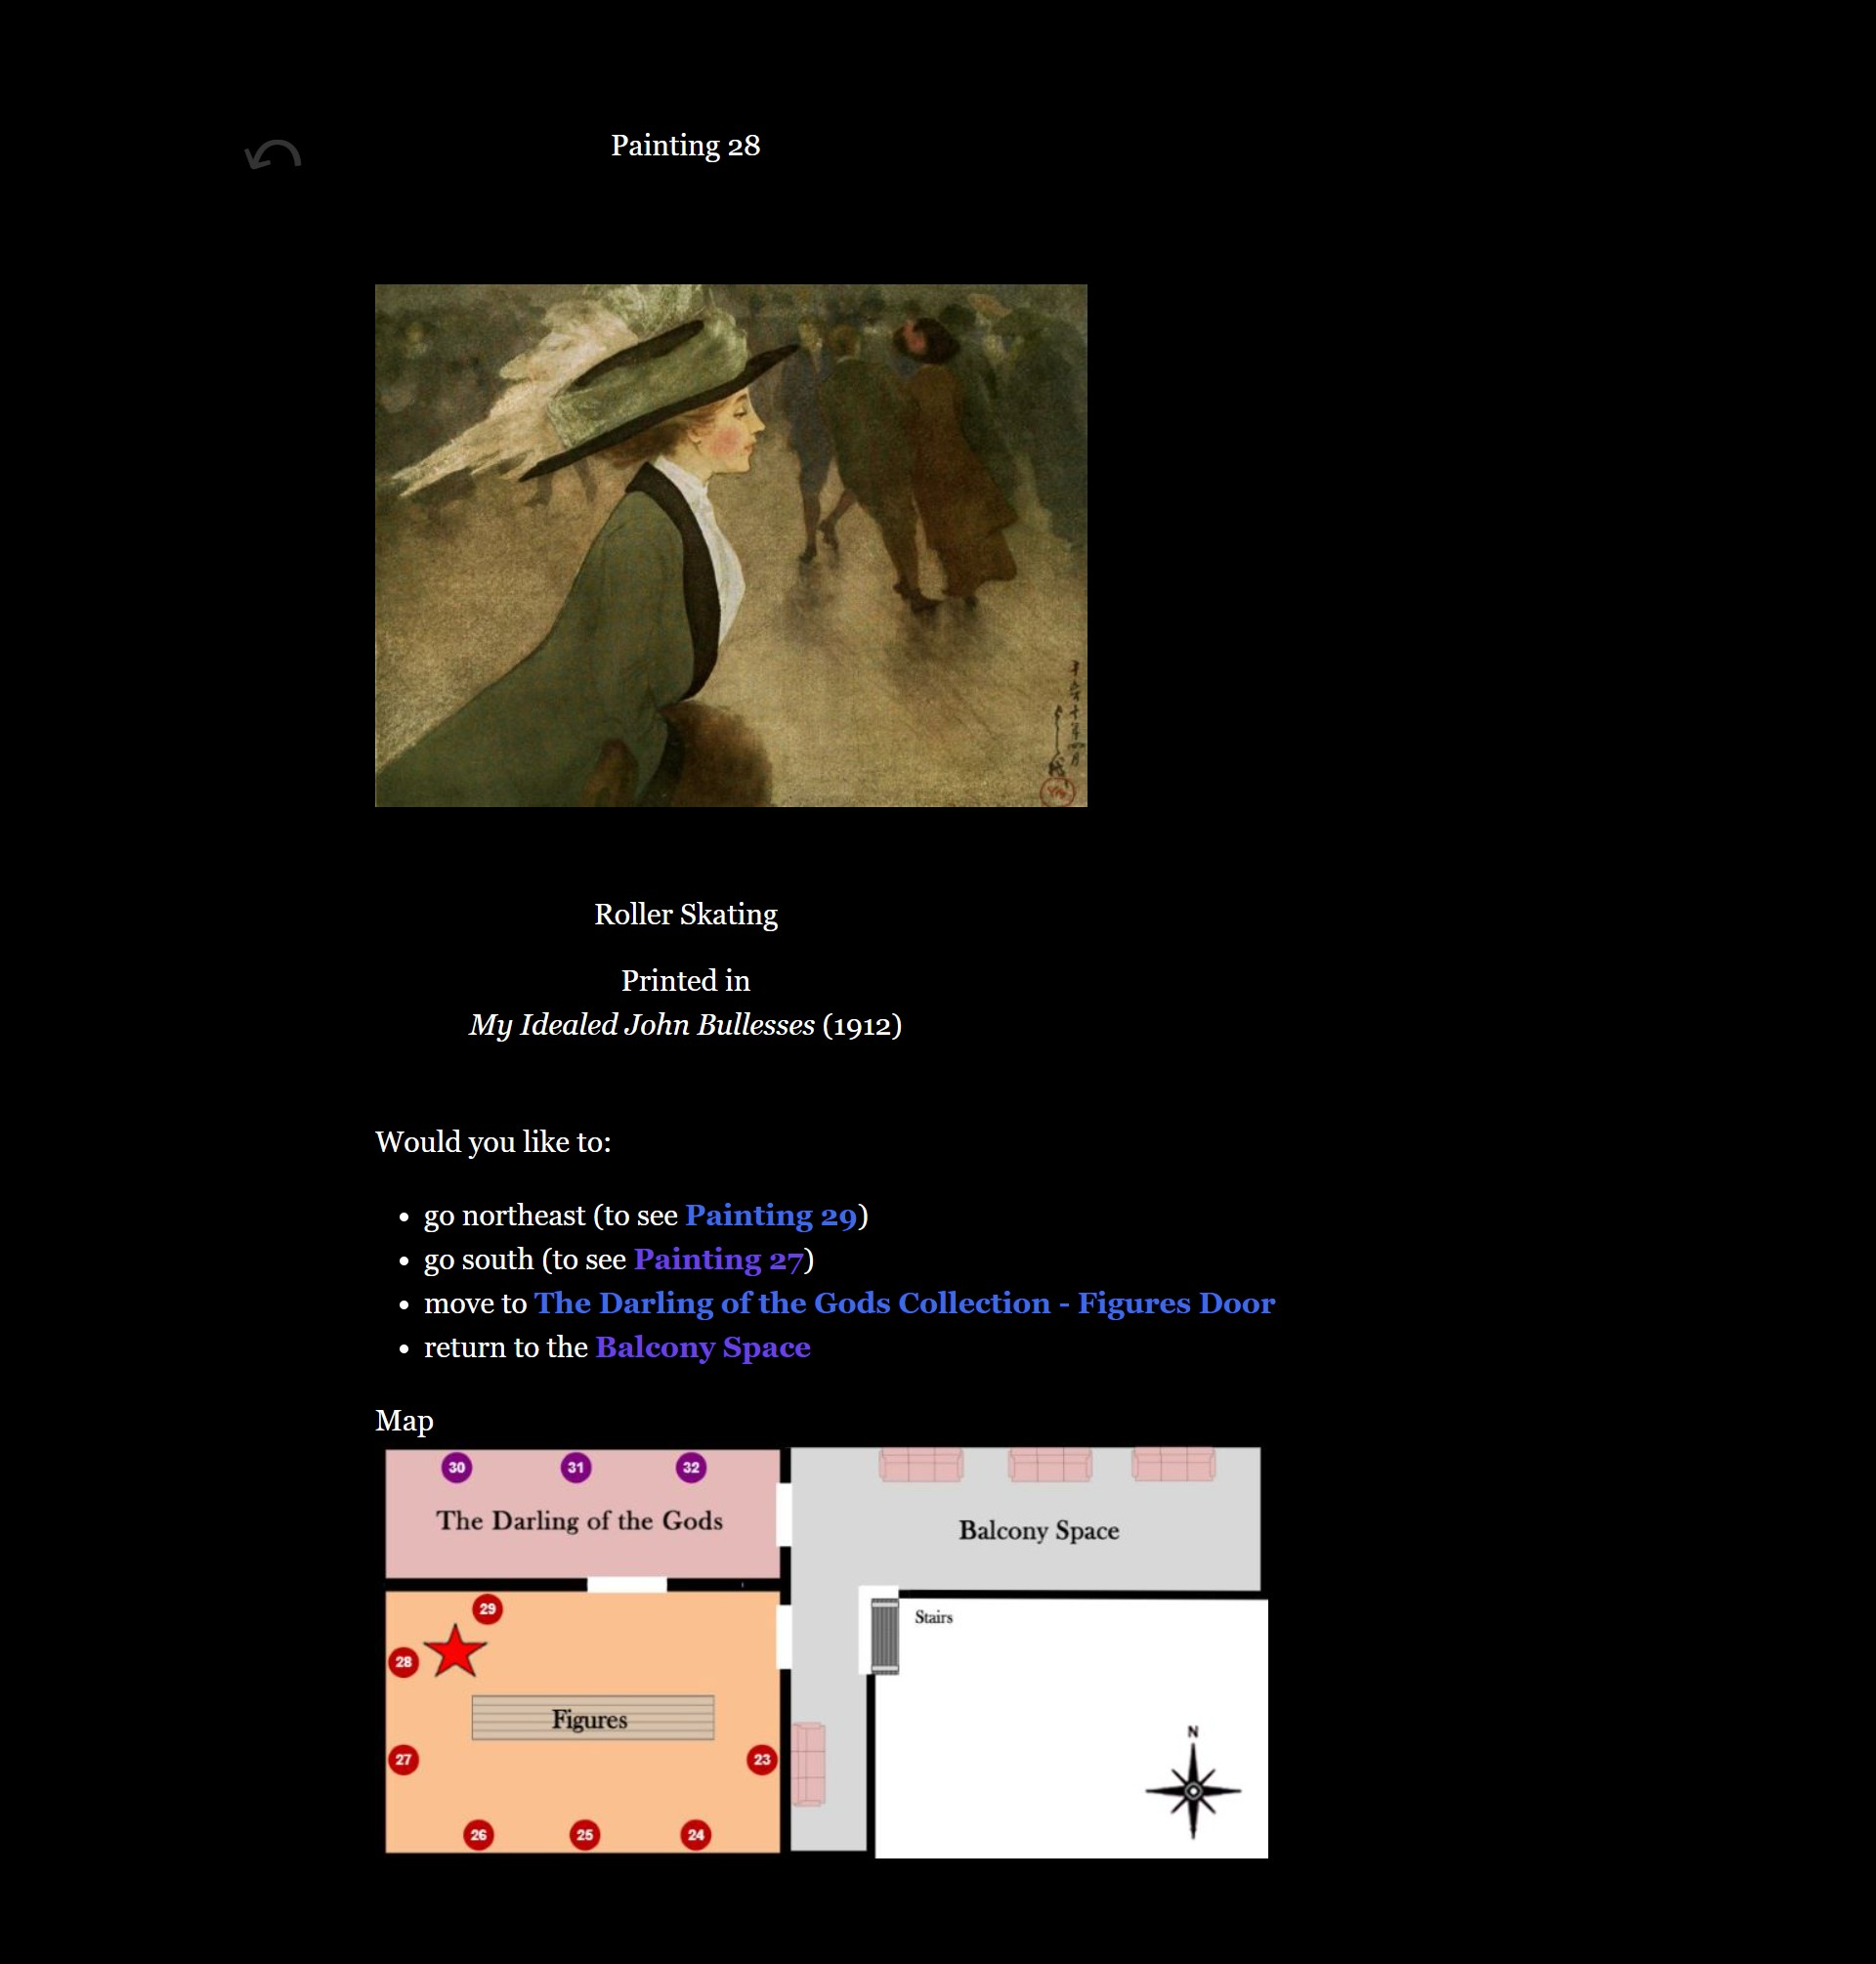 Painting 28
Roller Skating
Printed in
My Idealed John Bullesses (1912)
Would you like to:
• go northeast (to see Painting 29)
• go south (to see Painting 27)
• move to The Darling of the Gods Collection - Figures Door
• return to the Balcony Space
Map
30 31 32
The Darling of the Gods
Balcony Space
29
Stairs
28
Figures
N
27
23
26 25 24